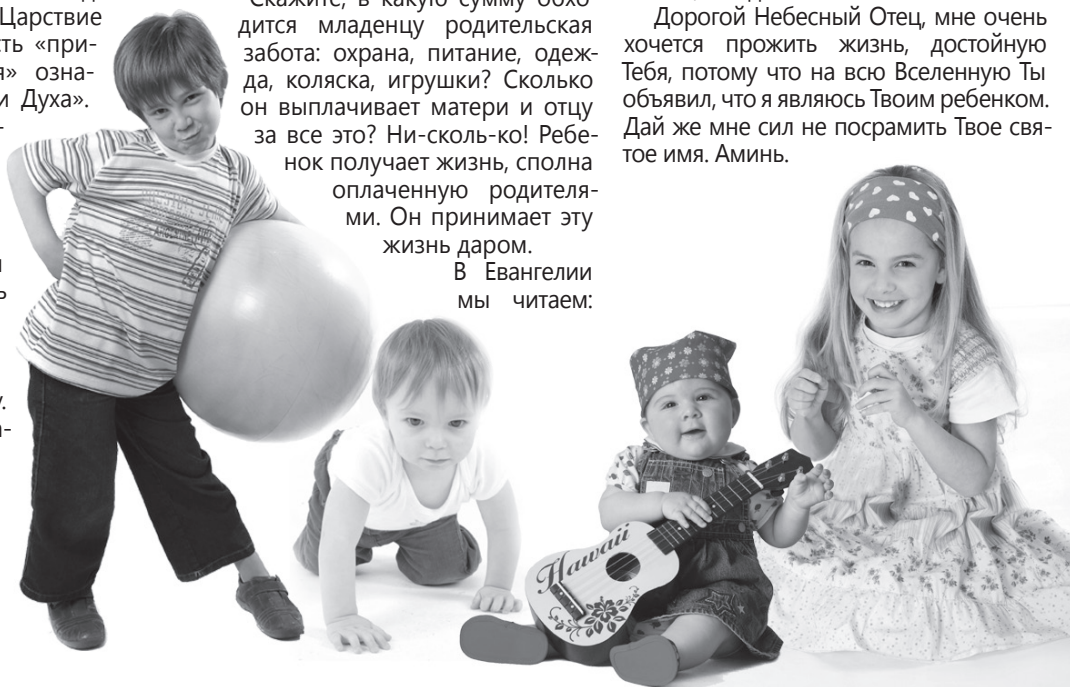 Царствие
ть «при-
я» озна-
и Духа».
-
ь
у.
-
Скажите, в какую сумму обхо-
дится младенцу родительская
забота: охрана, питание, одеж-
да, коляска, игрушки? Сколько
он выплачивает матери и отцу
за все это? Ни-сколь-ко! Ребе-
нок получает жизнь, сполна
оплаченную родителя-
ми. Он принимает эту
жизнь даром.
В Евангелии
мы читаем:
Дорогой Небесный Отец, мне очень
хочется прожить жизнь, достойную
Тебя, потому что на всю Вселенную Ты
объявил, что я являюсь Твоим ребенком.
Дай же мне сил не посрамить Твое свя-
тое имя. Аминь.
Hawaii